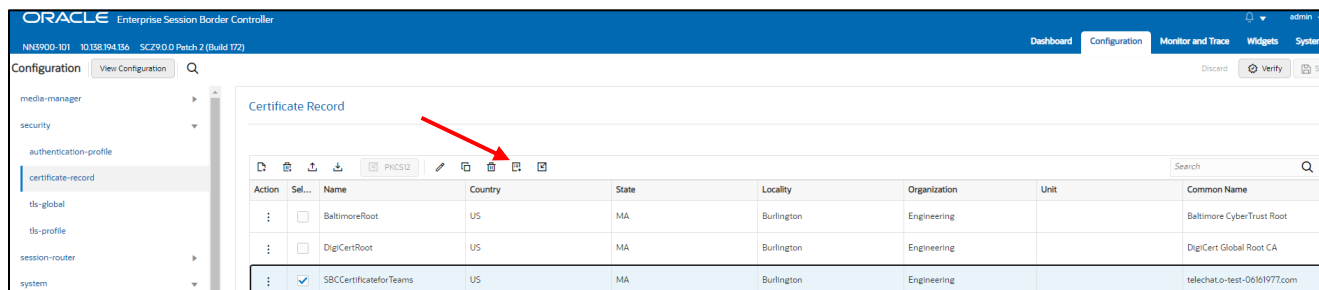 ORACLE Enterprise Session Border Controller
admin
NN3900-101 10.138.194.136 SCZ9.0.0 Patch 2 (Build 172)
Dashboard Configuration Monitor and Trace Widgets System
Configuration View Configuration
Discard Verify S
media-manager
security
authentication-profile
certificate-record
tls-global
tls-profile
session-router
system
Certificate Record
PKCS12
Search
Action Sel... Name Country State Locality Organization Unit Common Name
BaltimoreRoot US MA Burlington Engineering Baltimore CyberTrust Root
DigiCertRoot US MA Burlington Engineering DigiCert Global Root CA
SBCCertificateforTeams US MA Burlington Engineering telechat.o-test-06161977.com